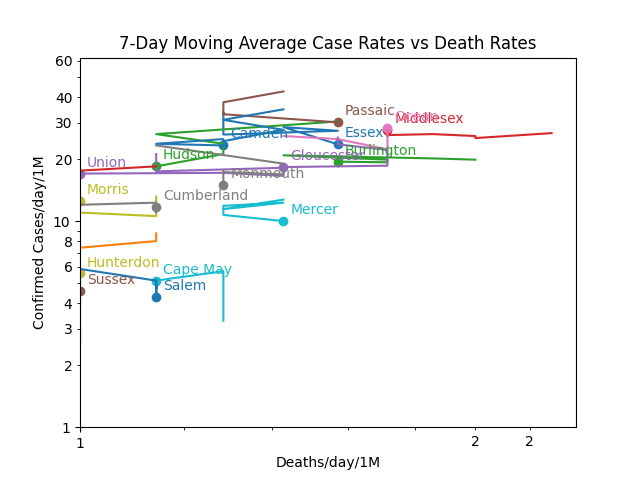 7-Day Moving Average Case Rates vs Death Rates
60
40
30
20
10
8
6
4
3
2
1
Confirmed Cases/day/1M
Passaic
Middlesex
Camden
Essex
Burlington
Hudson
Gloucester
Union
Monmouth
Morris
Cumberland
Mercer
Hunterdon
Cape May
Sussex
Salem
1
2
2
Deaths/day/1M